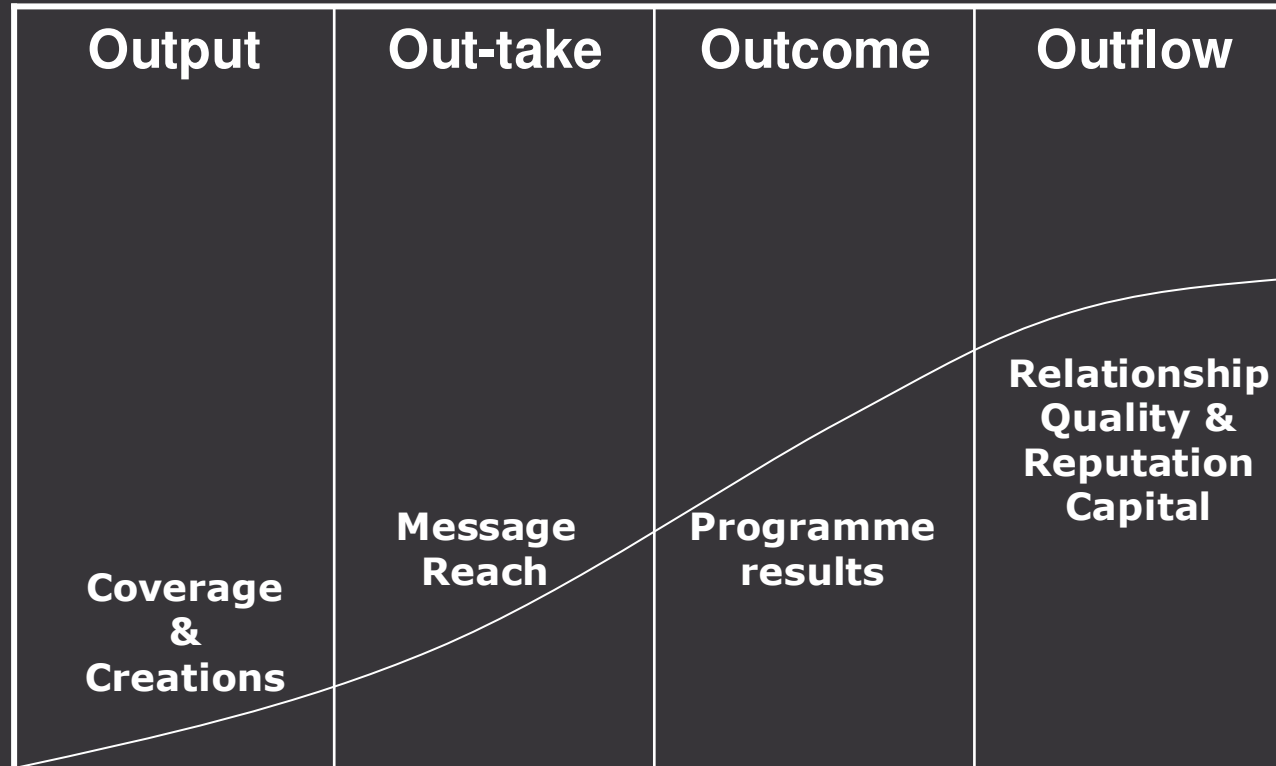 Output
Out-take
Outcome
Outflow
Coverage
&
Creations
Message
Reach
Programme
results
Relationship
Quality &
Reputation
Capital